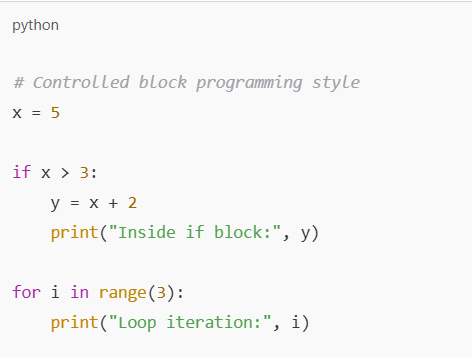 python
# Controlled block programming style
x = 5
if x > 3:
    y = x + 2
    print("Inside if block:", y)
for i in range(3):
    print("Loop iteration:", i)